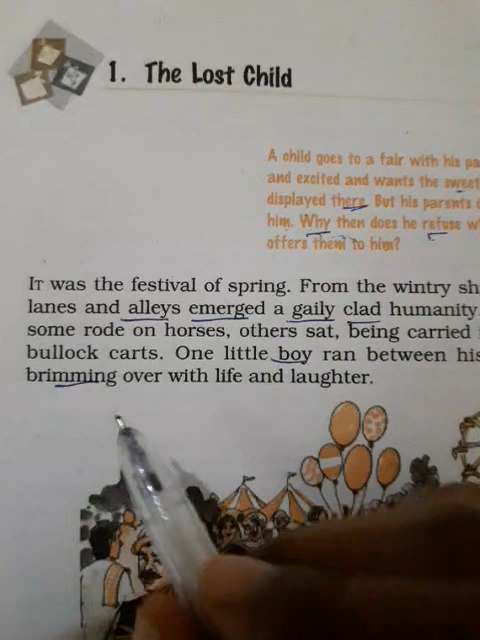 1. The Lost Child
A child goes to a fair with his
and excited and wants the
displayed there. But his parents
him. Why then does he refuse
offers them to him?
IT was the festival of spring. From the wintry
lanes and alleys emerged a gaily clad humanity
some rode on horses, others sat, being carried
bullock carts. One little boy ran between his
brimming over with life and laughter.